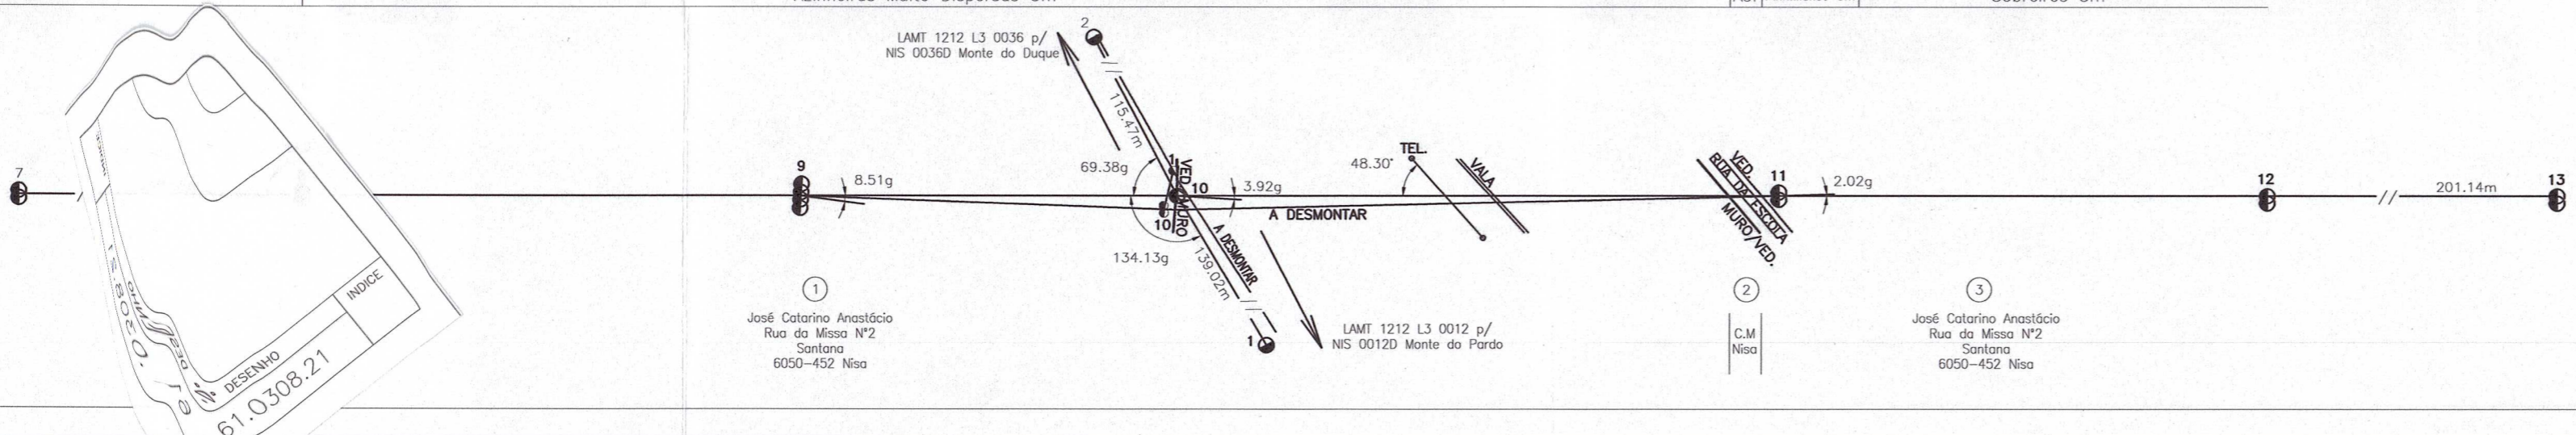 LAMT 1212 L3 0036 p/
NIS 0036D Monte do Duque
2
115.47m
7
9
8.51g
69.38g
1
VED./MURO
10
3.92g
10
134.13g
139.02m
A DESMONTAR
A DESMONTAR
1
LAMT 1212 L3 0012 p/
NIS 0012D Monte do Pardo
48.30°
TEL.
VALA
VED.
RUA DA ESCOLA
MURO/VED.
11
2.02g
12
201.14m
13
1
José Catarino Anastácio
Rua da Missa N°2
Santana
6050-452 Nisa
2
C.M
Nisa
3
José Catarino Anastácio
Rua da Missa N°2
Santana
6050-452 Nisa
INDICE
DESENHO
61.0308.21